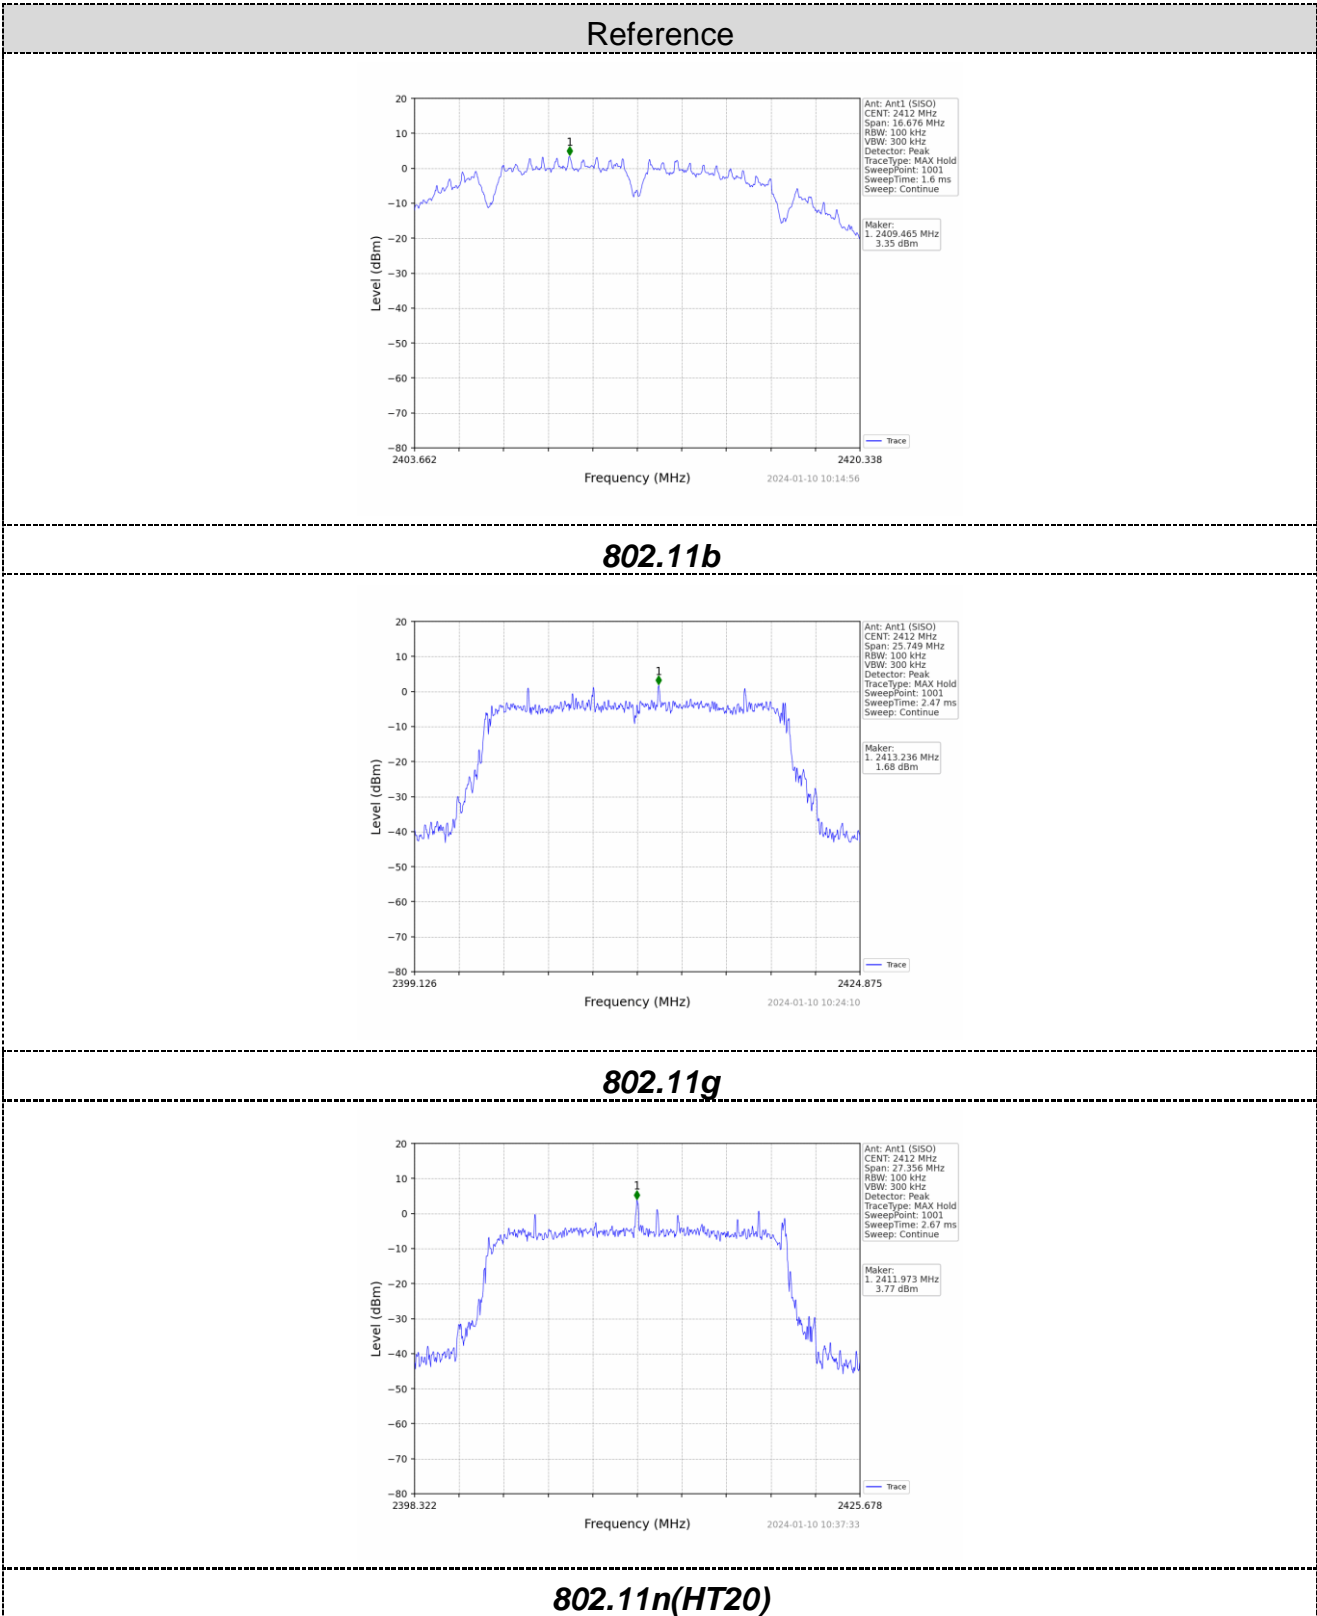 Reference
20
10
0
−10
−20
−30
−40
−50
−60
−70
−80
Level (dBm)
1
2403.662
2420.338
Frequency (MHz)
2024-01-10 10:14:56
Ant: Ant1 (SISO)
CENT: 2412 MHz
Span: 16.676 MHz
RBW: 100 kHz
VBW: 300 kHz
Detector: Peak
TraceType: MAX Hold
SweepPoint: 1001
SweepTime: 1.6 ms
Sweep: Continue
Maker:
1. 2409.465 MHz
3.35 dBm
Trace
802.11b
20
10
0
−10
−20
−30
−40
−50
−60
−70
−80
Level (dBm)
1
2399.126
2424.875
Frequency (MHz)
2024-01-10 10:24:10
Ant: Ant1 (SISO)
CENT: 2412 MHz
Span: 25.749 MHz
RBW: 100 kHz
VBW: 300 kHz
Detector: Peak
TraceType: MAX Hold
SweepPoint: 1001
SweepTime: 2.47 ms
Sweep: Continue
Maker:
1. 2413.236 MHz
1.68 dBm
Trace
802.11g
20
10
0
−10
−20
−30
−40
−50
−60
−70
−80
Level (dBm)
1
2398.322
2425.678
Frequency (MHz)
2024-01-10 10:37:33
Ant: Ant1 (SISO)
CENT: 2412 MHz
Span: 27.356 MHz
RBW: 100 kHz
VBW: 300 kHz
Detector: Peak
TraceType: MAX Hold
SweepPoint: 1001
SweepTime: 2.67 ms
Sweep: Continue
Maker:
1. 2411.973 MHz
3.77 dBm
Trace
802.11n(HT20)